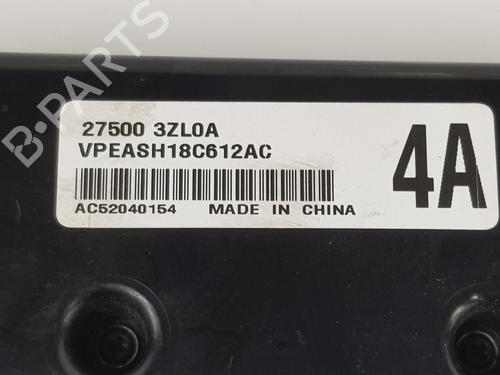 B-PARTS
27500 3ZL0A
VPEASH18C612AC
4A
AC52040154 MADE IN CHINA